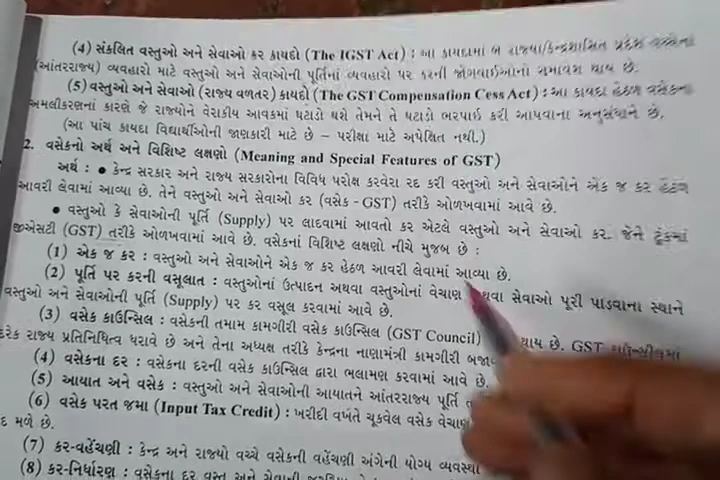 (4) સંકલિત વસ્તુઓ અને સેવાઓ કર કાયદો (The IGST Act) : આ કાયદામાં બે રાજ્યો/કેન્દ્રશાસિત પ્રદેશ વચ્ચેના
(આંતરરાજ્ય) વ્યવહારો માટે વસ્તુઓ અને સેવાઓની પૂર્તિનાં વ્યવહારો પર કરની જોગવાઈઓનો સમાવેશ થાય છે.
(5) વસ્તુઓ અને સેવાઓ (રાજ્ય વળતર) કાયદો (The GST Compensation Cess Act) : આ કાયદા હેઠળ વસેકના
અમલીકરણનાં કારણે જે રાજ્યોને વેરાકીય આવકમાં ઘટાડો થશે તેમને તે ઘટાડો ભરપાઈ કરી આપવાના અનુસંધાને છે.
(આ પાંચ કાયદા વિદ્યાર્થીઓની જાણકારી માટે છે – પરીક્ષા માટે અપેક્ષિત નથી.)
2. વસેકનો અર્થ અને વિશિષ્ટ લક્ષણો (Meaning and Special Features of GST)
અર્થ : • કેન્દ્ર સરકાર અને રાજ્ય સરકારોના વિવિધ પરોક્ષ કરવેરા રદ કરી વસ્તુઓ અને સેવાઓને એક જ કર હેઠળ
આવરી લેવામાં આવ્યા છે. તેને વસ્તુઓ અને સેવાઓ કર (વસેક - GST) તરીકે ઓળખવામાં આવે છે.
• વસ્તુઓ કે સેવાઓની પૂર્તિ (Supply) પર લાદવામાં આવતો કર એટલે વસ્તુઓ અને સેવાઓ કર. જેને ટૂંકમાં
જીએસટી (GST) તરીકે ઓળખવામાં આવે છે. વસેકનાં વિશિષ્ટ લક્ષણો નીચે મુજબ છે :
(1) એક જ કર : વસ્તુઓ અને સેવાઓને એક જ કર હેઠળ આવરી લેવામાં આવ્યા છે.
(2) પૂર્તિ પર કરની વસૂલાત : વસ્તુઓનાં ઉત્પાદન અથવા વસ્તુઓનાં વેચાણ અથવા સેવાઓ પૂરી પાડવાના સ્થાને
વસ્તુઓ અને સેવાઓની પૂર્તિ (Supply) પર કર વસૂલ કરવામાં આવે છે.
(3) વસેક કાઉન્સિલ : વસેકની તમામ કામગીરી વસેક કાઉન્સિલ (GST Council) થાય છે. GST કાઉન્સીલમાં
દરેક રાજ્ય પ્રતિનિધિત્વ ધરાવે છે અને તેના અધ્યક્ષ તરીકે કેન્દ્રના નાણામંત્રી કામગીરી
(4) વસેકના દર : વસેકના દરની વસેક કાઉન્સિલ દ્વારા ભલામણ કરવામાં આવે છે.
(5) આયાત અને વસેક : વસ્તુઓ અને સેવાઓની આયાતને આંતરરાજ્ય પૂર્તિ
(6) વસેક પરત જમા (Input Tax Credit) : ખરીદી વખતે ચૂકવેલ વસેક વેચાણ
મળે છે.
(7) કર-વહેંચણી : કેન્દ્ર અને રાજ્યો વચ્ચે વસેકની વહેંચણી અંગેની યોગ્ય વ્યવસ્થા
(8) કર-નિર્ધારણ : વસેકના દર વસ્તુ અને સેવાની